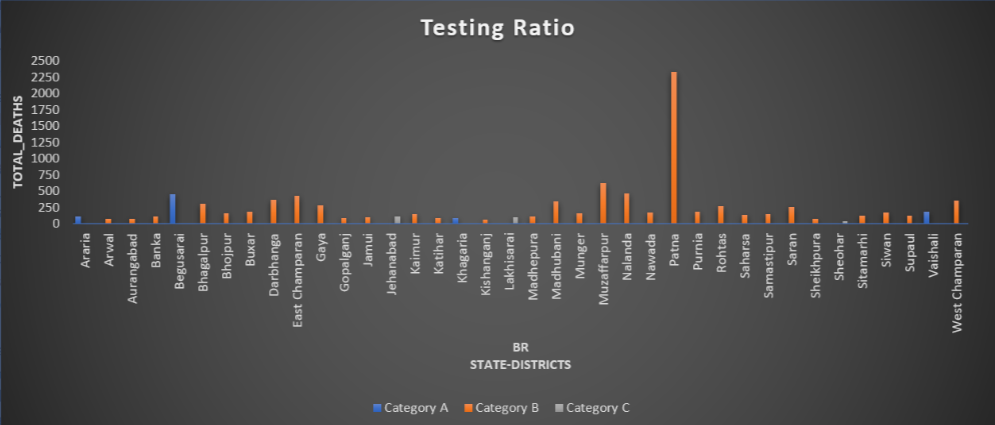 Testing Ratio
TOTAL_DEATHS
2500
2250
2000
1750
1500
1250
1000
750
500
250
0
Araria
Arwal
Aurangabad
Banka
Begusarai
Bhagalpur
Bhojpur
Buxar
Darbhanga
East Champaran
Gaya
Gopalganj
Jamui
Jehanabad
Kaimur
Katihar
Khagaria
Kishanganj
Lakhisarai
Madhepura
Madhubani
Munger
Muzaffarpur
Nalanda
Nawada
Patna
Purnia
Rohtas
Saharsa
Samastipur
Saran
Sheikhpura
Sheohar
Sitamarhi
Siwan
Supaul
Vaishali
West Champaran
BR
STATE-DISTRICTS
Category A Category B Category C